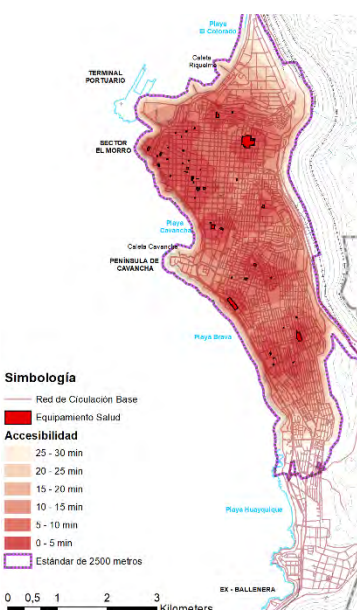 Playa
El Colorado
Caleta
Riquelme
TERMINAL
PORTUARIO
SECTOR
EL MORRO
Playa
Cavancha
Caleta Cavancha
PENÍNSULA DE
CAVANCHA
Playa Brava
Simbología
Red de Circulación Base
Equipamiento Salud
Accesibilidad
25 - 30 min
20 - 25 min
15 - 20 min
10 - 15 min
5 - 10 min
0 - 5 min
Estándar de 2500 metros
Playa Huayquique
EX - BALLENERA
0 0,5 1 2 3
Kilometers